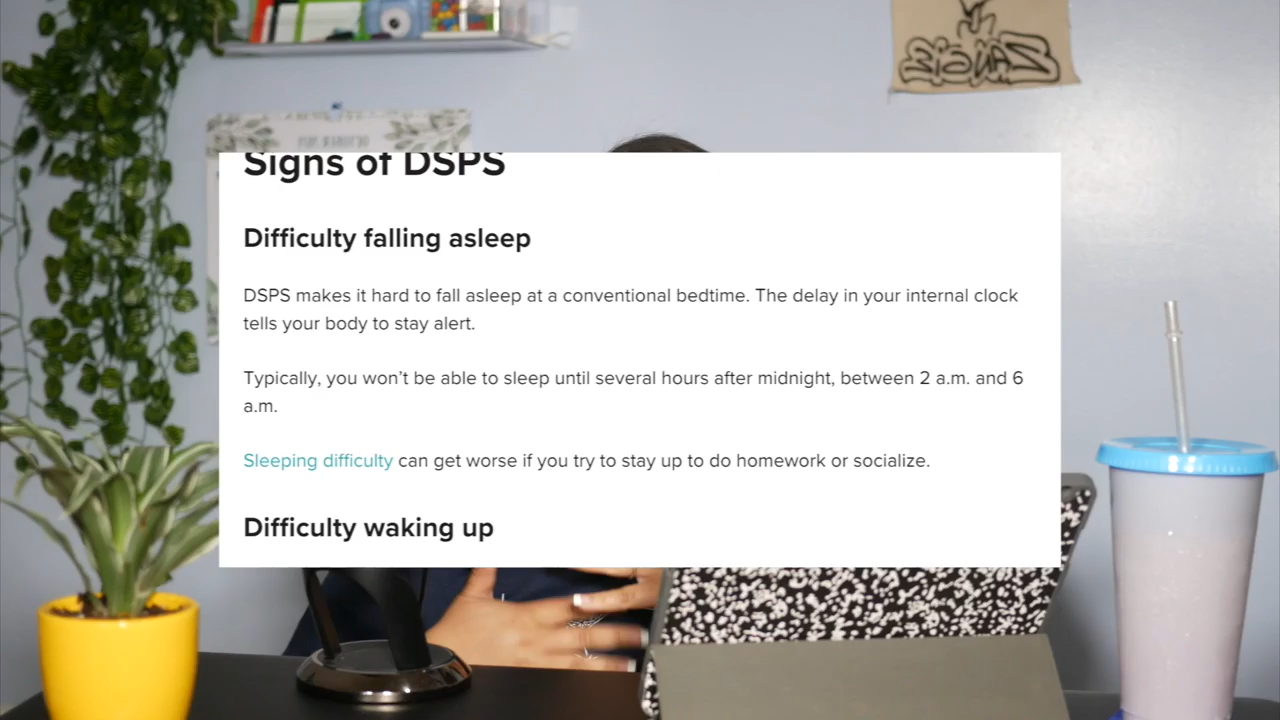 Signs of DSPS
Difficulty falling asleep
DSPS makes it hard to fall asleep at a conventional bedtime. The delay in your internal clock
tells your body to stay alert.
Typically, you won’t be able to sleep until several hours after midnight, between 2 a.m. and 6
a.m.
Sleeping difficulty can get worse if you try to stay up to do homework or socialize.
Difficulty waking up